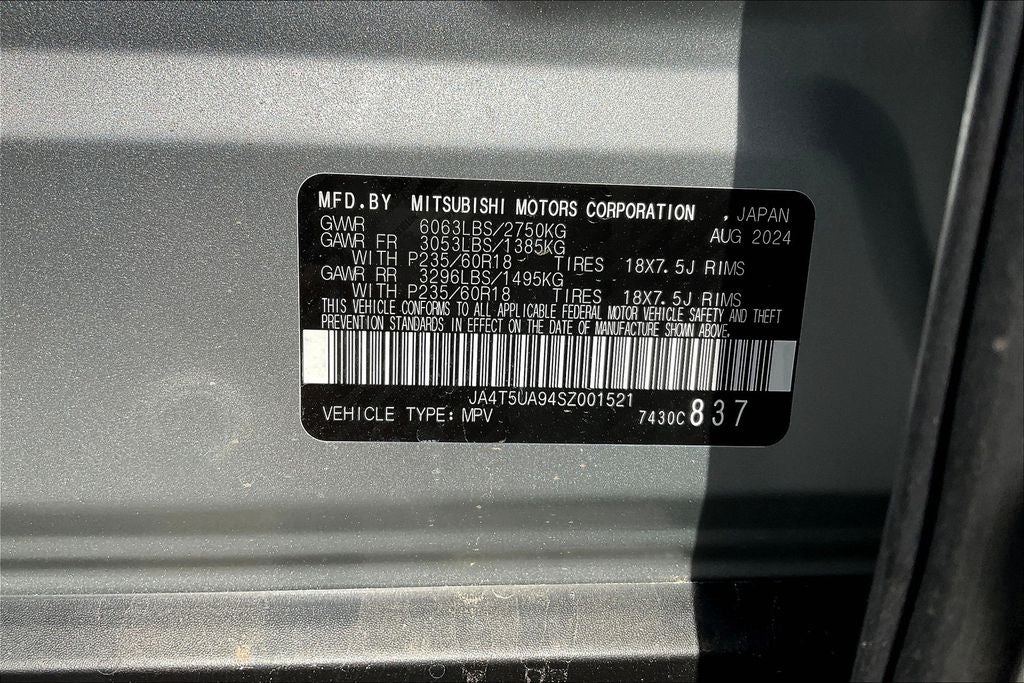 MFD.BY MITSUBISHI MOTORS CORPORATION , JAPAN
GWWR 6063LBS/2750KG AUG 2024
GAWR FR 3053LBS/1385KG
WITH P235/60R18 TIRES 18X7.5J RIMS
GAWR RR 3296LBS/1495KG
WITH P235/60R18 TIRES 18X7.5J RIMS
THIS VEHICLE CONFORMS TO ALL APPLICABLE FEDERAL MOTOR VEHICLE SAFETY AND THEFT
PREVENTION STANDARDS IN EFFECT ON THE DATE OF MANUFACTURE SHOWN ABOVE.
JA4T5UA94SZ001521
VEHICLE TYPE: MPV 7430C 837